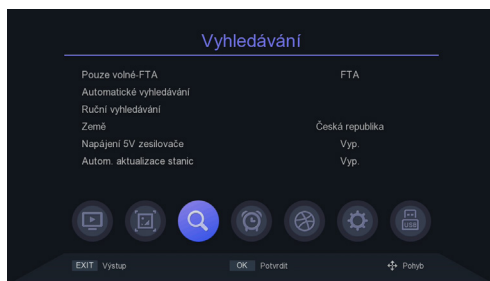 Vyhledávání
Pouze volné-FTA FTA
Automatické vyhledávání
Ruční vyhledávání
Země Česká republika
Napájení 5V zesilovače Vyp.
Autom. aktualizace stanic Vyp.
USB
EXIT Výstup OK Potvrdit Pohyb